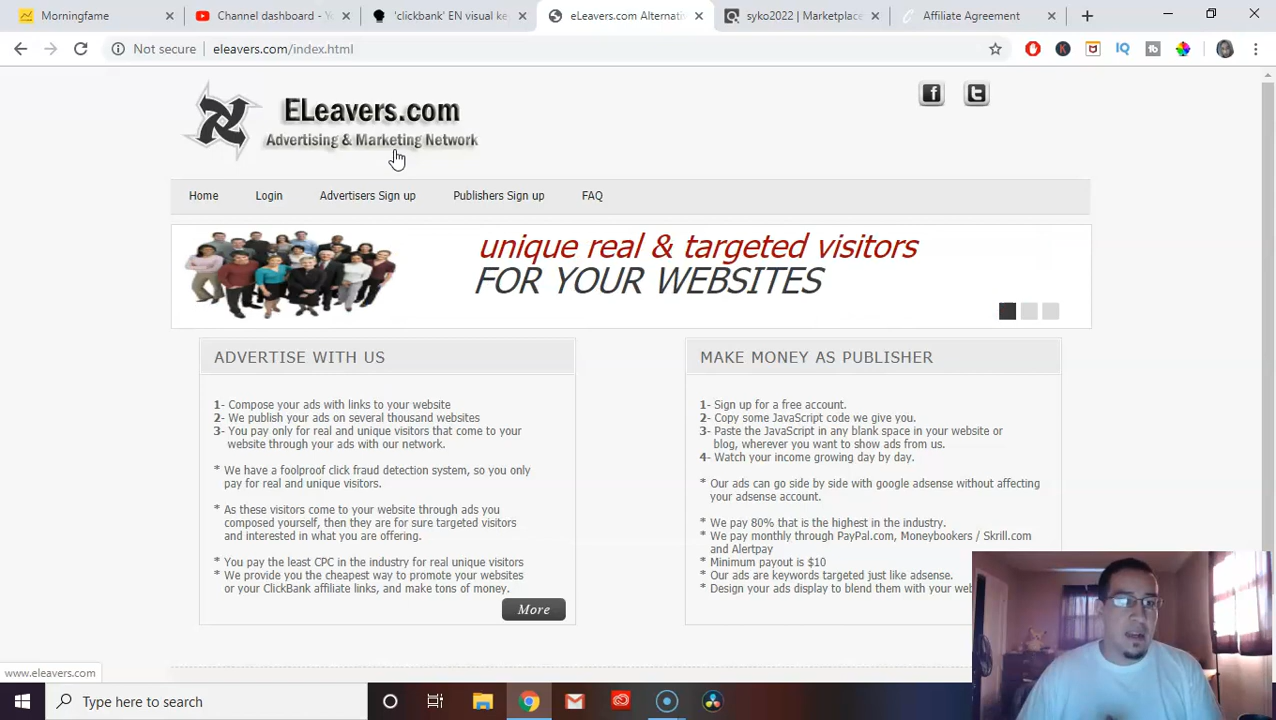 Morningfame
Channel dashboard - Y
'clickbank' EN visual ke
eLeavers.com Alternati
syko2022 | Marketplace
Affiliate Agreement
Not secure
eleavers.com/index.html
ELeavers.com
Advertising & Marketing Network
Home
Login
Advertisers Sign up
Publishers Sign up
FAQ
unique real & targeted visitors
FOR YOUR WEBSITES
ADVERTISE WITH US
1- Compose your ads with links to your website
2- We publish your ads on several thousand websites
3- You pay only for real and unique visitors that come to your
website through your ads with our network.
* We have a foolproof click fraud detection system, so you only
pay for real and unique visitors.
* As these visitors come to your website through ads you
composed yourself, then they are for sure targeted visitors
and interested in what you are offering.
* You pay the least CPC in the industry for real unique visitors
* We provide you the cheapest way to promote your websites
or your ClickBank affiliate links, and make tons of money.
More
MAKE MONEY AS PUBLISHER
1- Sign up for a free account.
2- Copy some JavaScript code we give you.
3- Paste the JavaScript in any blank space in your website or
blog, wherever you want to show ads from us.
4- Watch your income growing day by day.
* Our ads can go side by side with google adsense without affecting
your adsense account.
* We pay 80% that is the highest in the industry.
* We pay monthly through PayPal.com, Moneybookers / Skrill.com
and Alertpay
* Minimum payout is $10
* Our ads are keywords targeted just like adsense.
* Design your ads display to blend them with your web
www.eleavers.com
Type here to search